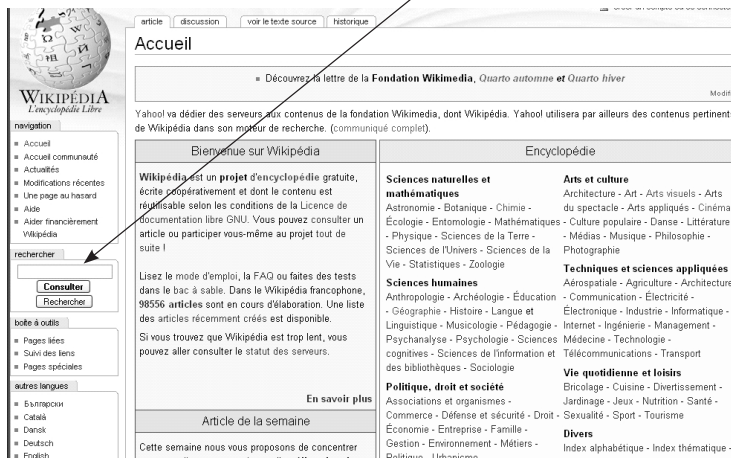 article discussion voir le texte source historique
Accueil
Découvrez la lettre de la Fondation Wikimedia, Quarto automne et Quarto hiver
Modif
Yahoo! va dédier des serveurs aux contenus de la fondation Wikimedia, dont Wikipédia. Yahoo! utilisera par ailleurs des contenus pertinents
de Wikipédia dans son moteur de recherche. (communiqué complet).
WIKIPÉDIA
L'encyclopédie Libre
navigation
Accueil
Accueil communauté
Actualités
Modifications récentes
Une page au hasard
Aide
Aider financièrement
Wikipédia
rechercher
Consulter
Rechercher
boîte à outils
Pages liées
Suivi des liens
Pages spéciales
autres langues
Български
Català
Dansk
Deutsch
English
Bienvenue sur Wikipédia
Wikipédia est un projet d'encyclopédie gratuite,
écrite coopérativement et dont le contenu est
réutilisable selon les conditions de la Licence de
documentation libre GNU. Vous pouvez consulter un
article ou participer vous-même au projet tout de
suite !
Lisez le mode d'emploi, la FAQ ou faites des tests
dans le bac à sable. Dans le Wikipédia francophone,
98556 articles sont en cours d'élaboration. Une liste
des articles récemment créés est disponible.
Si vous trouvez que Wikipédia est trop lent, vous
pouvez aller consulter le statut des serveurs.
En savoir plus
Article de la semaine
Cette semaine nous vous proposons de concentrer
Encyclopédie
Sciences naturelles et
mathématiques
Astronomie - Botanique - Chimie -
Écologie - Entomologie - Mathématiques
- Physique - Sciences de la Terre -
Sciences de l'Univers - Sciences de la
Vie - Statistiques - Zoologie
Sciences humaines
Anthropologie - Archéologie - Éducation
- Géographie - Histoire - Langue et
Linguistique - Musicologie - Pédagogie -
Psychanalyse - Psychologie - Sciences
cognitives - Sciences de l'information et
des bibliothèques - Sociologie
Politique, droit et société
Associations et organismes -
Commerce - Défense et sécurité - Droit -
Économie - Entreprise - Famille -
Gestion - Environnement - Métiers -
Politique - Urbanisme
Arts et culture
Architecture - Art - Arts visuels - Arts
du spectacle - Arts appliqués - Cinéma
- Culture populaire - Danse - Littérature
- Médias - Musique - Philosophie -
Photographie
Techniques et sciences appliquées
Aérospatiale - Agriculture - Architecture
- Communication - Électricité -
Électronique - Industrie - Informatique -
Internet - Ingénierie - Management -
Médecine - Technologie -
Télécommunications - Transport
Vie quotidienne et loisirs
Bricolage - Cuisine - Divertissement -
Jardinage - Jeux - Nutrition - Santé -
Sexualité - Sport - Tourisme
Divers
Index alphabétique - Index thématique -